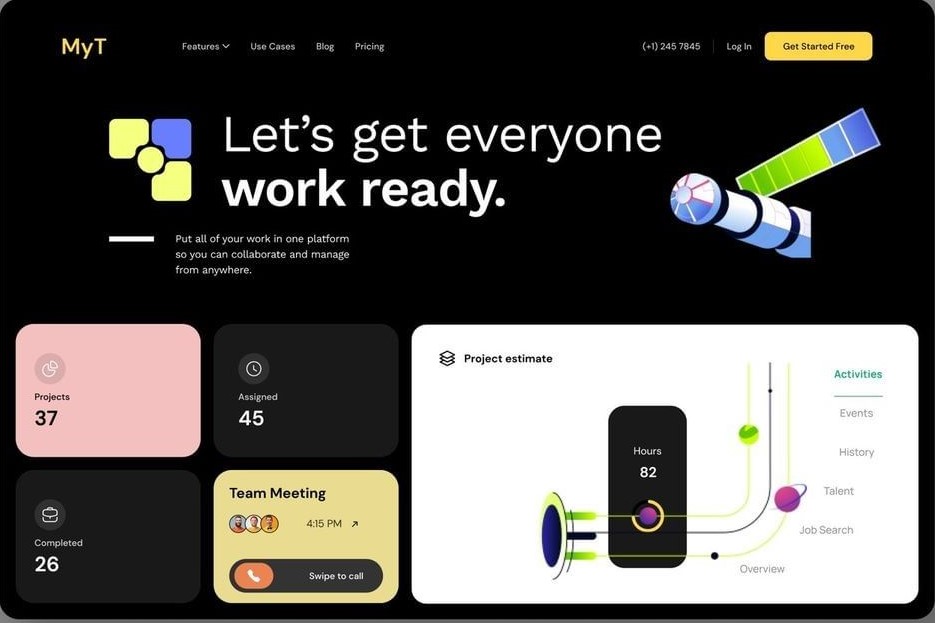 MyT
Features
Use Cases
Blog
Pricing
(+1) 245 7845
Log In
Get Started Free
Let’s get everyone
work ready.
Put all of your work in one platform
so you can collaborate and manage
from anywhere.
Projects
37
Assigned
45
Completed
26
Team Meeting
4:15 PM
Swipe to call
Project estimate
Hours
82
Activities
Events
History
Talent
Job Search
Overview